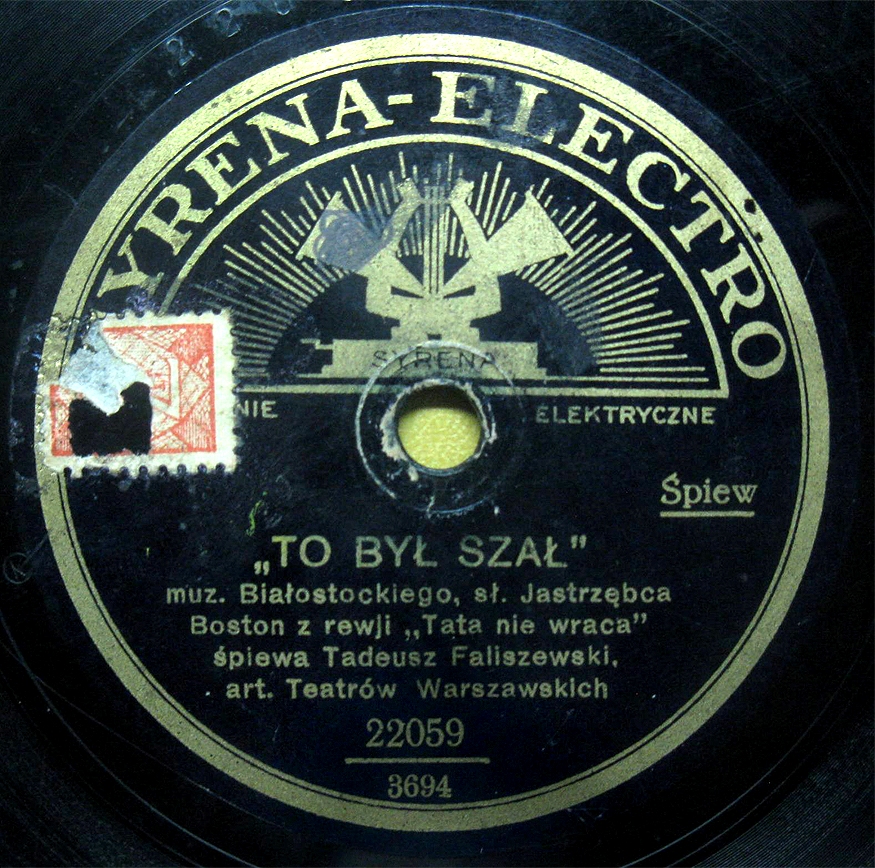 YRENA-ELECTRO
SYRENA
NIE ELEKTRYCZNE
Śpiew
„TO BYŁ SZAŁ”
muz. Białostockiego, sł. Jastrzębca
Boston z rewji „Tata nie wraca”
śpiewa Tadeusz Faliszewski,
art. Teatrów Warszawskich
22059
3694